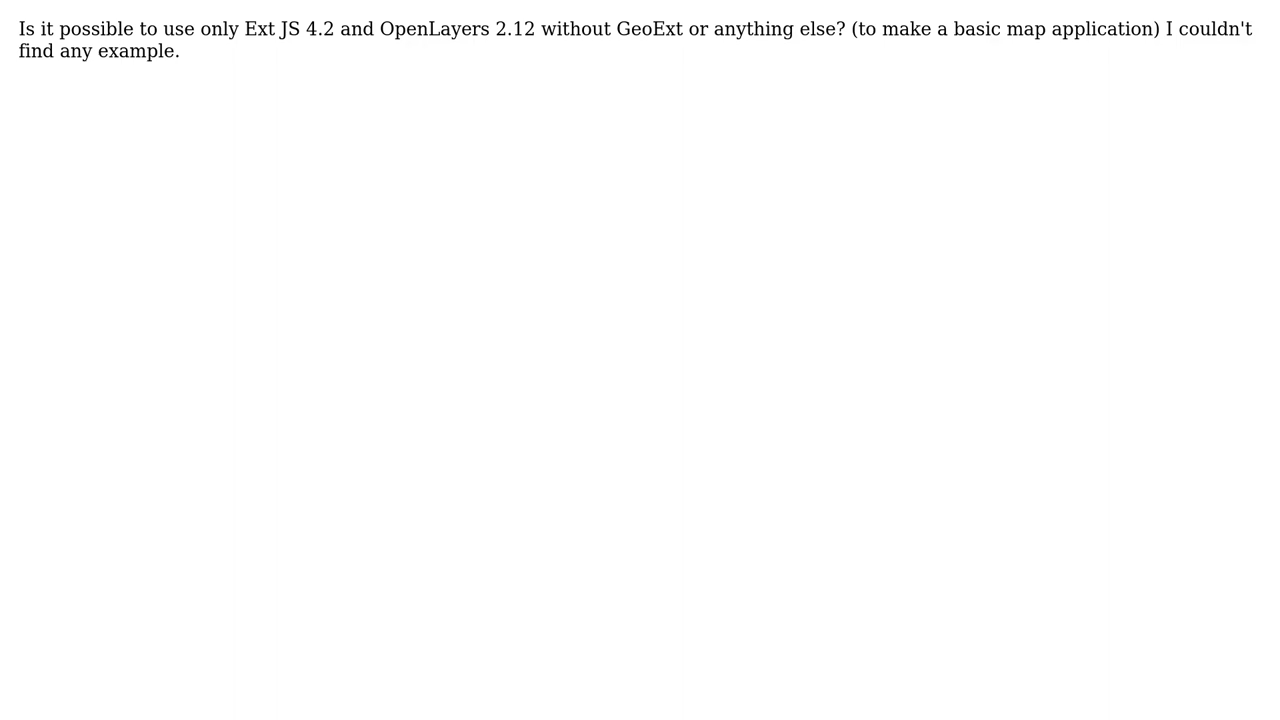 Is it possible to use only Ext JS 4.2 and OpenLayers 2.12 without GeoExt or anything else? (to make a basic map application) I couldn't
find any example.